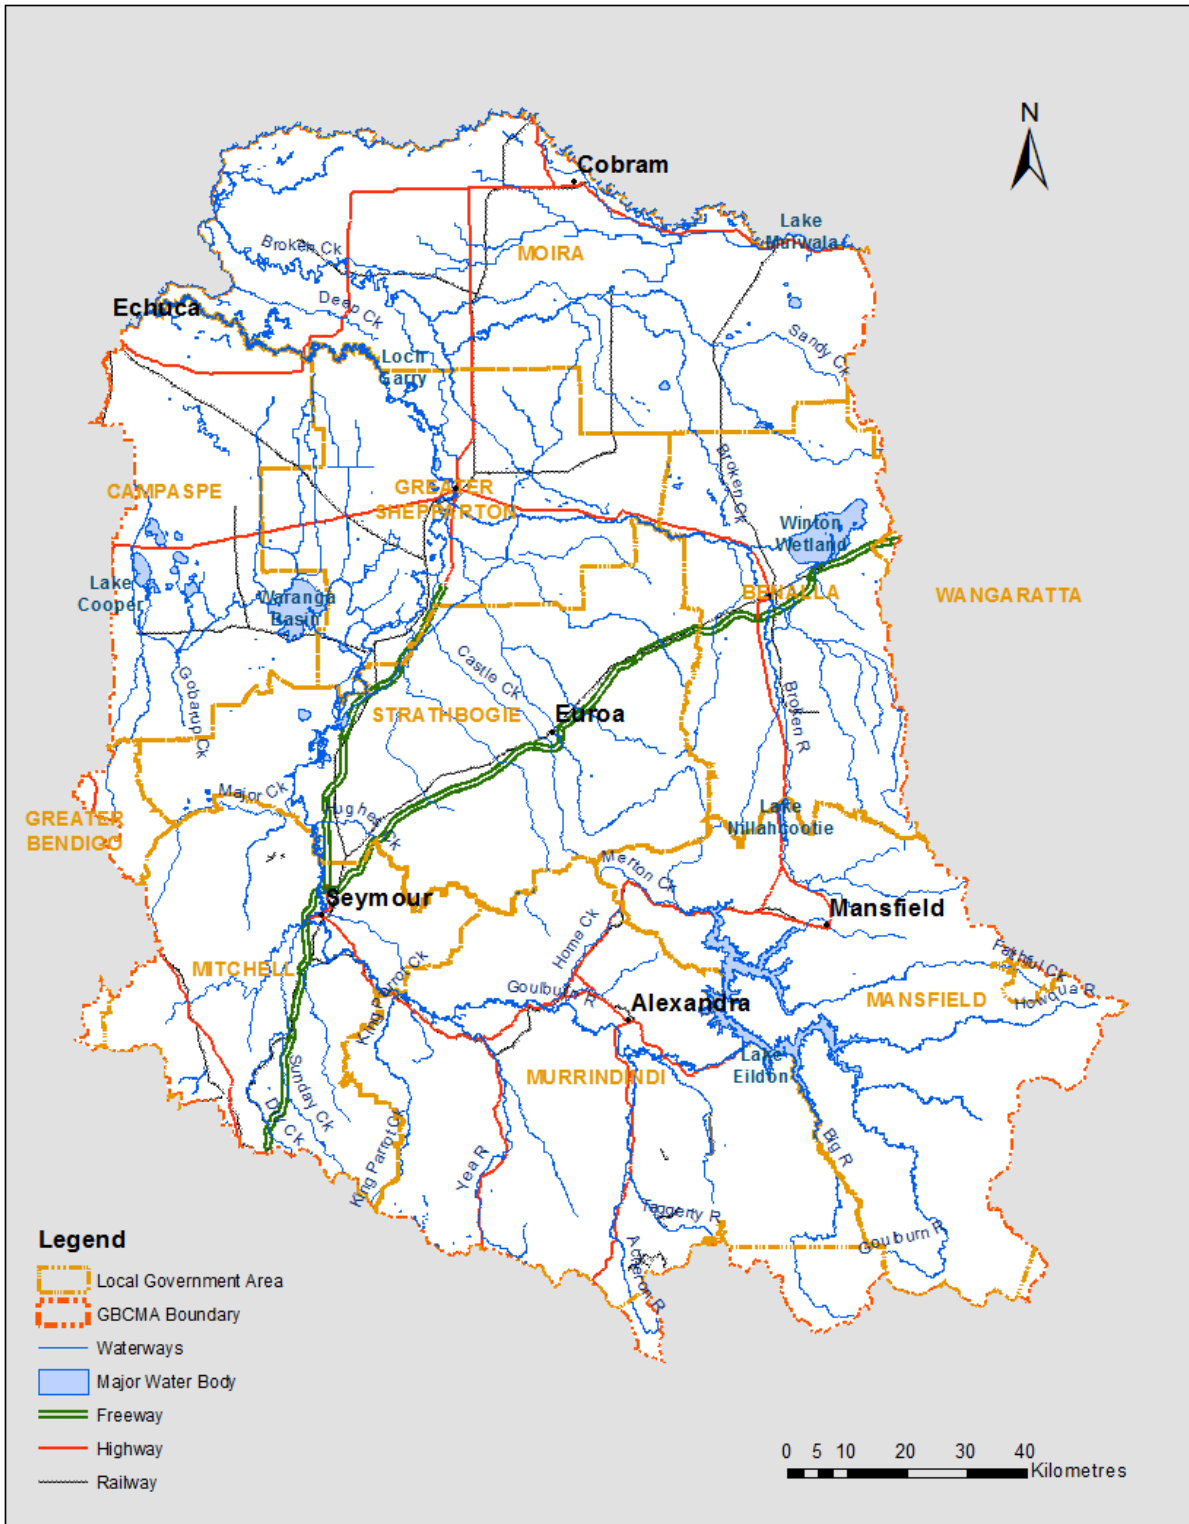 N
Cobram
Lake
Mulwala
Broken Ck
MOIRA
Deep Ck
Echuca
Sandy Ck
Loch
Garry
Broken Ck
CAMPASPE
GREATER
SHEPPARTON
Winton
Wetland
Lake
Cooper
Waranga
Basin
BENALLA
WANGARATTA
Castle Ck
Gobarup Ck
STRATHBOGIE
Euroa
Broken R
Major Ck
Hughes Ck
GREATER
BENDIGO
Lake
Nillahcootie
Merton Ck
Seymour
Mansfield
Home Ck
MITCHELL
King Parrot Ck
Goulburn R
Alexandra
Faithful Ck
Howqua R
MANSFIELD
Sunday Ck
Dry Ck
MURRINDINDI
Lake
Eildon
King Parrot Ck
Yea R
Big R
Taggerty R
Goulburn R
Acheron R
Legend
Local Government Area
GBCMA Boundary
Waterways
Major Water Body
Freeway
Highway
Railway
0 5 10 20 30 40
Kilometres